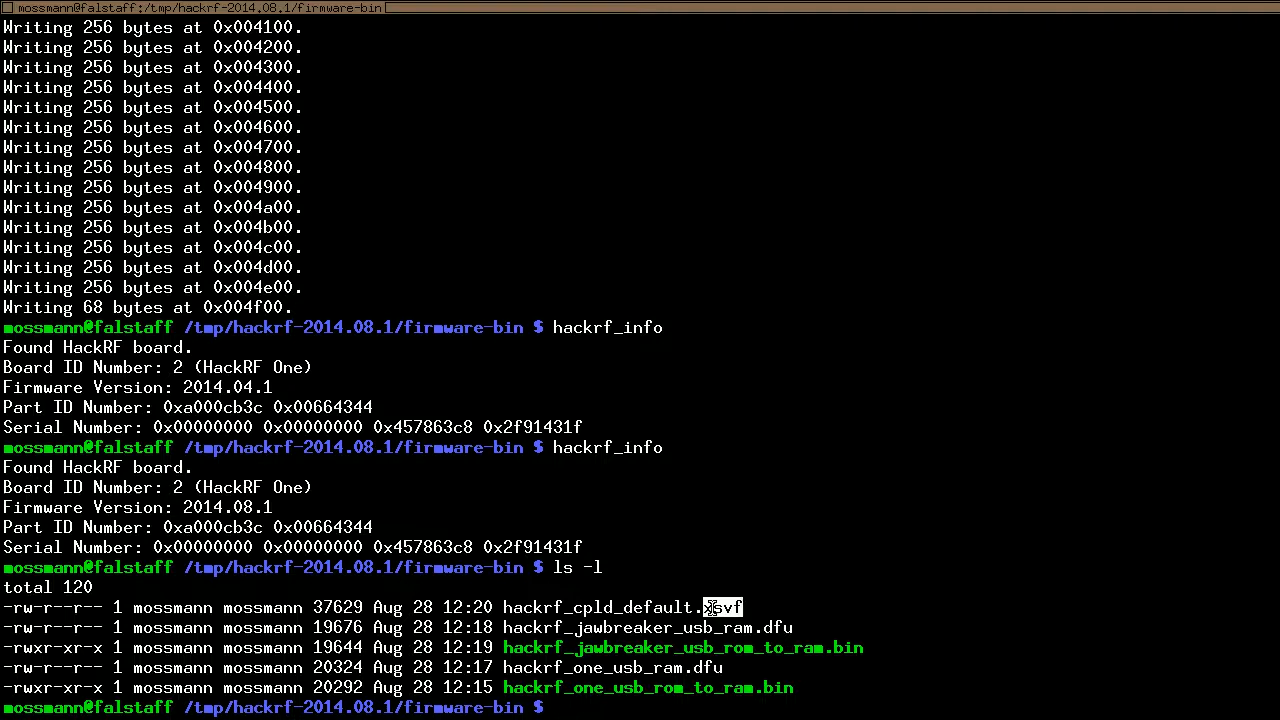 mossmann@falstaff:/tmp/hackrf-2014.08.1/firmware-bin
Writing 256 bytes at 0x004100.
Writing 256 bytes at 0x004200.
Writing 256 bytes at 0x004300.
Writing 256 bytes at 0x004400.
Writing 256 bytes at 0x004500.
Writing 256 bytes at 0x004600.
Writing 256 bytes at 0x004700.
Writing 256 bytes at 0x004800.
Writing 256 bytes at 0x004900.
Writing 256 bytes at 0x004a00.
Writing 256 bytes at 0x004b00.
Writing 256 bytes at 0x004c00.
Writing 256 bytes at 0x004d00.
Writing 256 bytes at 0x004e00.
Writing 68 bytes at 0x004f00.
mossmann@falstaff /tmp/hackrf-2014.08.1/firmware-bin $ hackrf_info
Found HackRF board.
Board ID Number: 2 (HackRF One)
Firmware Version: 2014.04.1
Part ID Number: 0xa000cb3c 0x00664344
Serial Number: 0x00000000 0x00000000 0x457863c8 0x2f91431f
mossmann@falstaff /tmp/hackrf-2014.08.1/firmware-bin $ hackrf_info
Found HackRF board.
Board ID Number: 2 (HackRF One)
Firmware Version: 2014.08.1
Part ID Number: 0xa000cb3c 0x00664344
Serial Number: 0x00000000 0x00000000 0x457863c8 0x2f91431f
mossmann@falstaff /tmp/hackrf-2014.08.1/firmware-bin $ ls -l
total 120
-rw-r--r-- 1 mossmann mossmann 37629 Aug 28 12:20 hackrf_cpld_default.xsvf
-rw-r--r-- 1 mossmann mossmann 19676 Aug 28 12:18 hackrf_jawbreaker_usb_ram.dfu
-rwxr-xr-x 1 mossmann mossmann 19644 Aug 28 12:19 hackrf_jawbreaker_usb_rom_to_ram.bin
-rw-r--r-- 1 mossmann mossmann 20324 Aug 28 12:17 hackrf_one_usb_ram.dfu
-rwxr-xr-x 1 mossmann mossmann 20292 Aug 28 12:15 hackrf_one_usb_rom_to_ram.bin
mossmann@falstaff /tmp/hackrf-2014.08.1/firmware-bin $